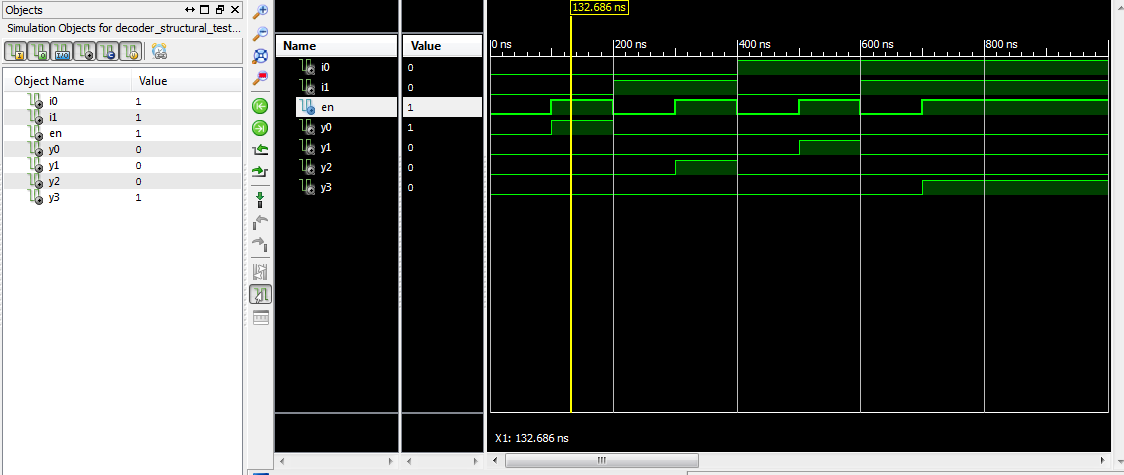 Objects
Simulation Objects for decoder_structural_test...
Object Name Value
i0 1
i1 1
en 1
y0 0
y1 0
y2 0
y3 1
132.686 ns
Name Value
0 ns 200 ns 400 ns 600 ns 800 ns
i0 0
i1 0
en 1
y0 1
y1 0
y2 0
y3 0
X1: 132.686 ns